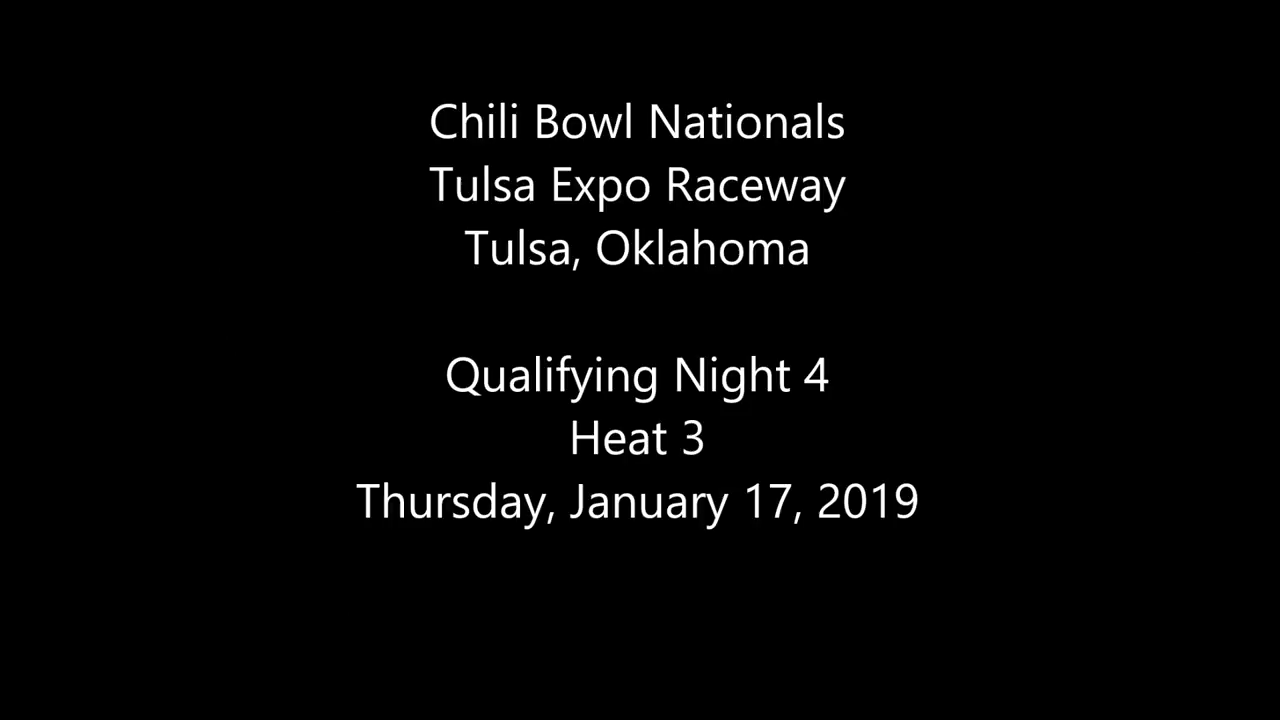 Chili Bowl Nationals
Tulsa Expo Raceway
Tulsa, Oklahoma
Qualifying Night 4
Heat 3
Thursday, January 17, 2019